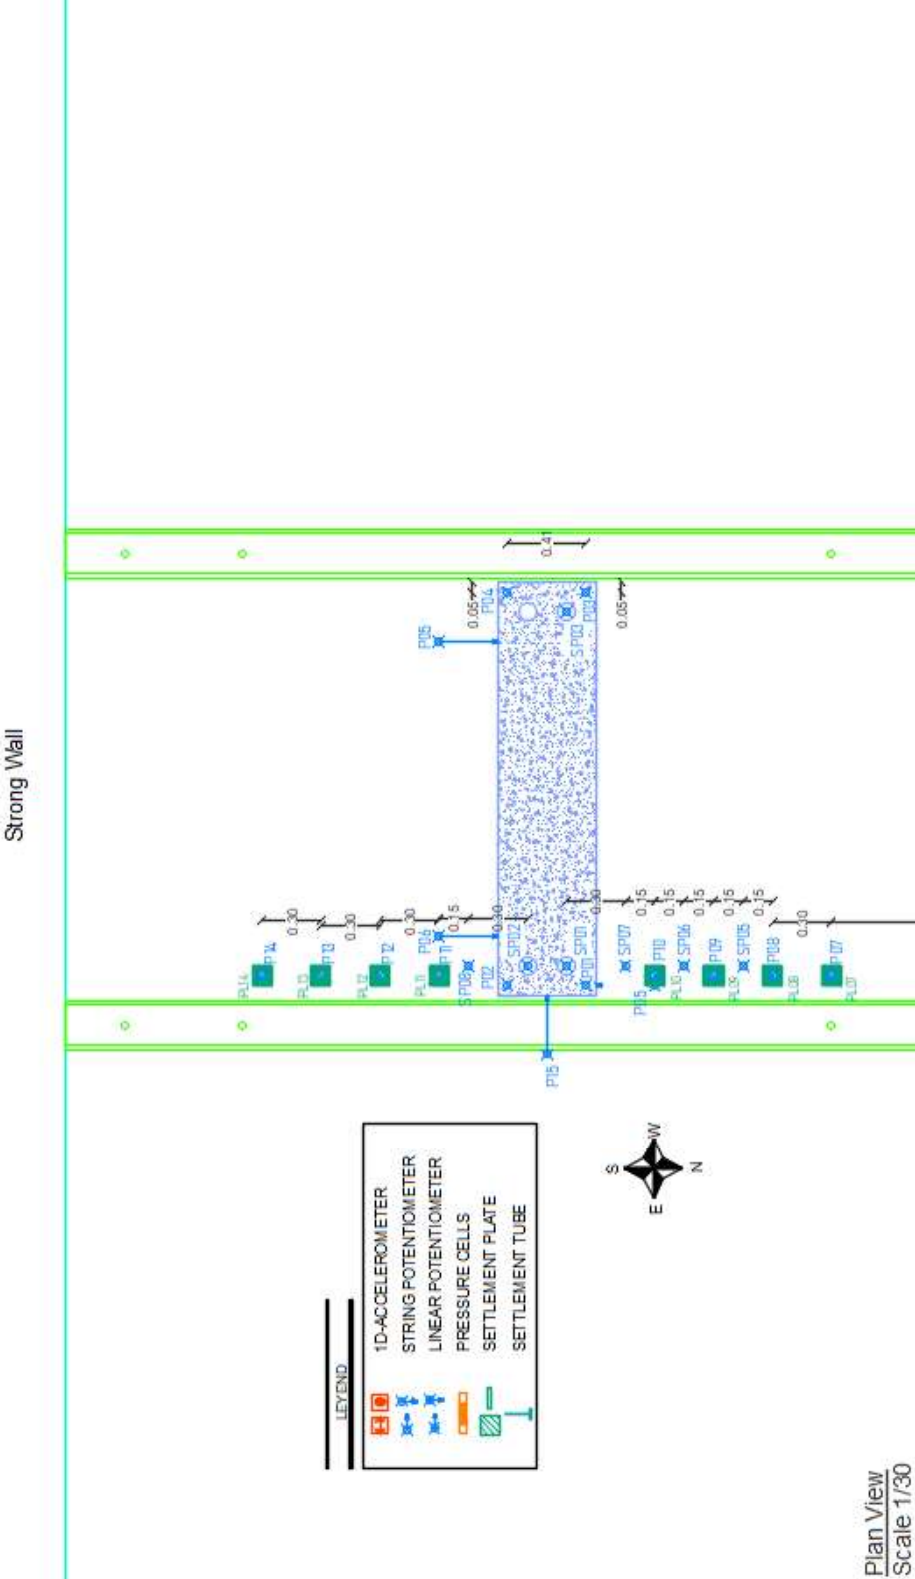 Strong Wall
0.41
0.05
P04
P03
0.05
P05
SP03
0.30
0.30
0.30
0.15
0.30
0.30
0.15
0.15
0.15
0.15
0.15
0.30
P14
P13
P12
P06
P11
SP02
SP01
SP07
P10
SP06
P09
SP05
P08
P07
PL14
PL13
PL12
PL11
SP08
P02
P01
P05
PL10
PL09
PL08
PL07
P15
LEYEND
1D-ACCELEROMETER
STRING POTENTIOMETER
LINEAR POTENTIOMETER
PRESSURE CELLS
SETTLEMENT PLATE
SETTLEMENT TUBE
S
W
E
N
Plan View
Scale 1/30